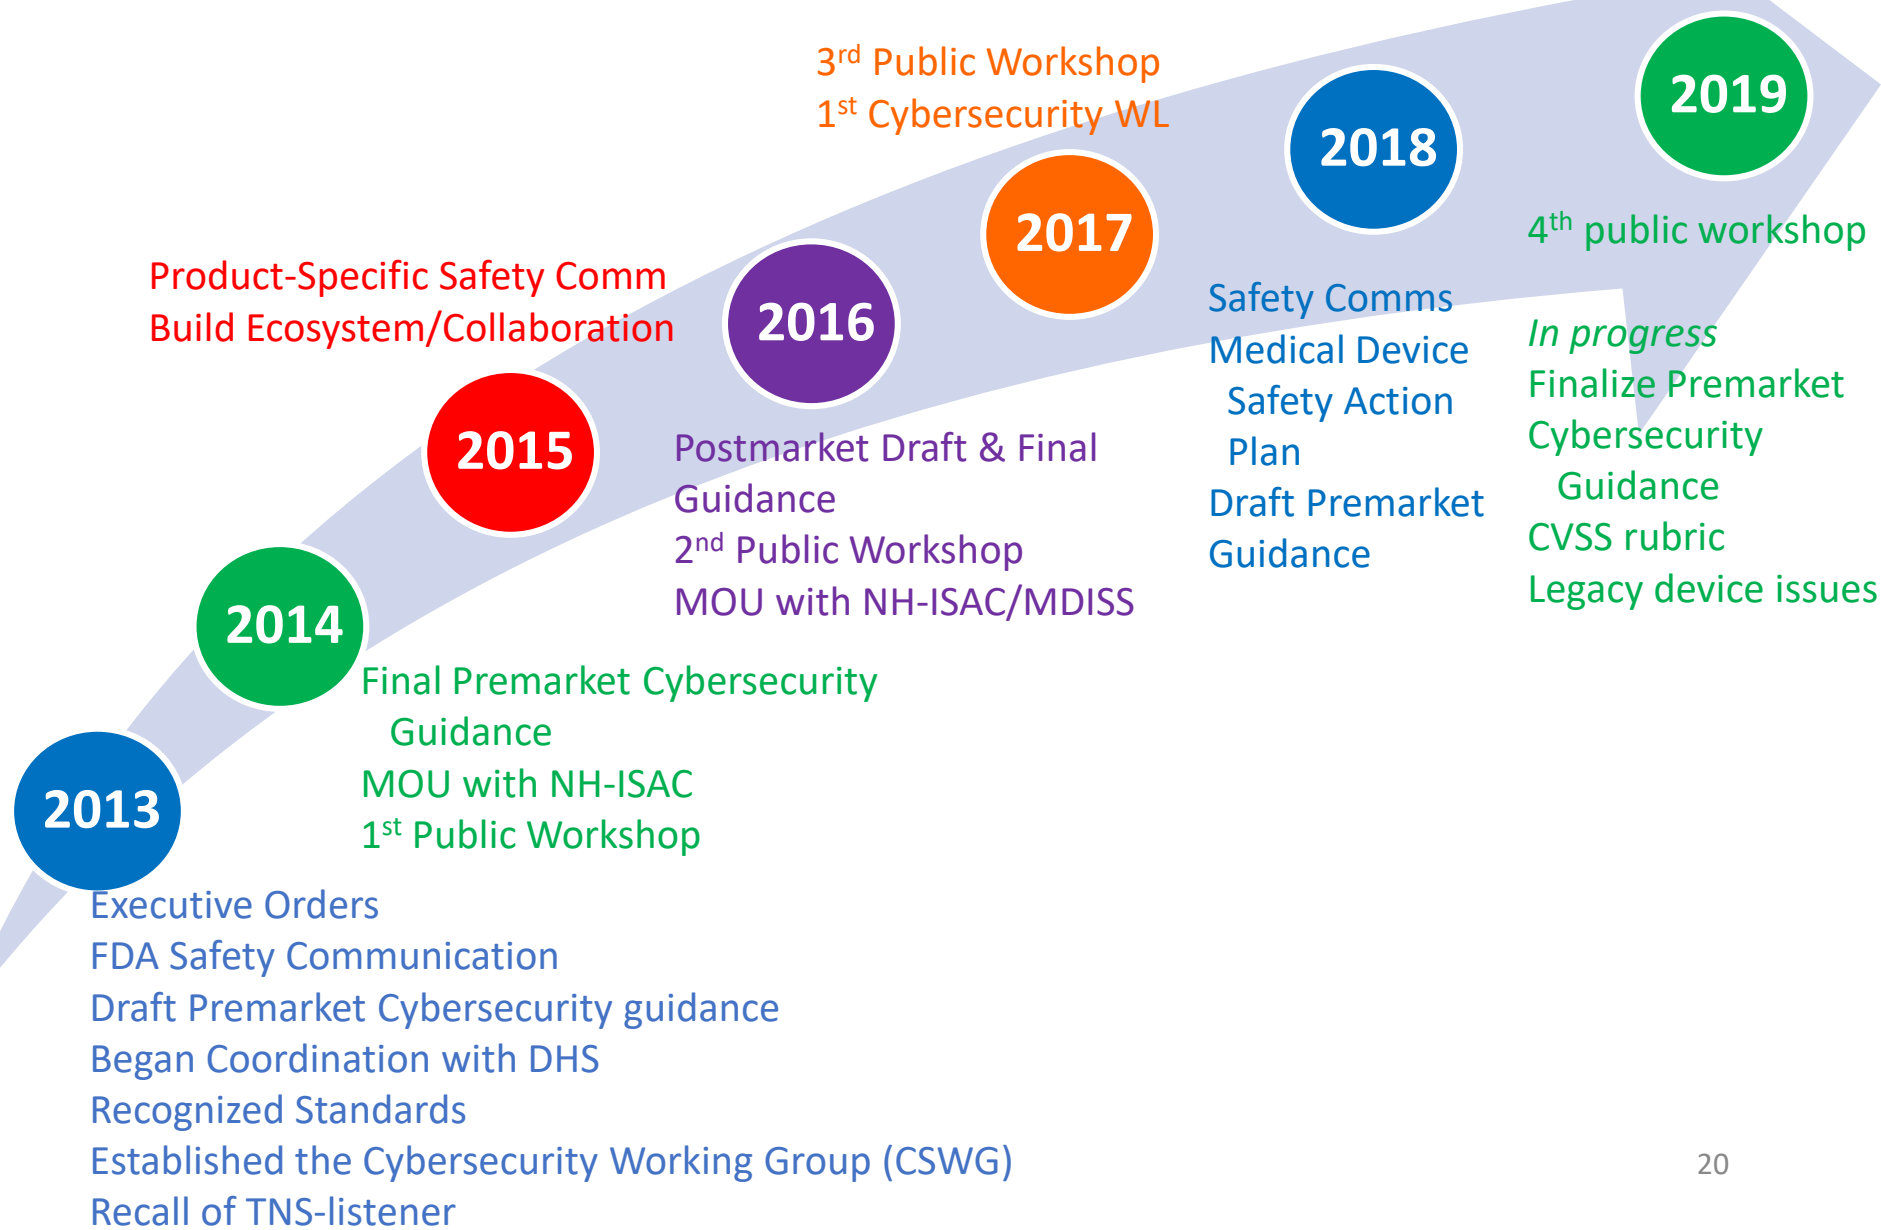 2013
Executive Orders
FDA Safety Communication
Draft Premarket Cybersecurity guidance
Began Coordination with DHS
Recognized Standards
Established the Cybersecurity Working Group (CSWG)
Recall of TNS-listener
2014
Final Premarket Cybersecurity
Guidance
MOU with NH-ISAC
1st Public Workshop
2015
Product-Specific Safety Comm
Build Ecosystem/Collaboration
2016
Postmarket Draft & Final
Guidance
2nd Public Workshop
MOU with NH-ISAC/MDISS
2017
3rd Public Workshop
1st Cybersecurity WL
2018
Safety Comms
Medical Device
Safety Action
Plan
Draft Premarket
Guidance
2019
4th public workshop
In progress
Finalize Premarket
Cybersecurity
Guidance
CVSS rubric
Legacy device issues
20